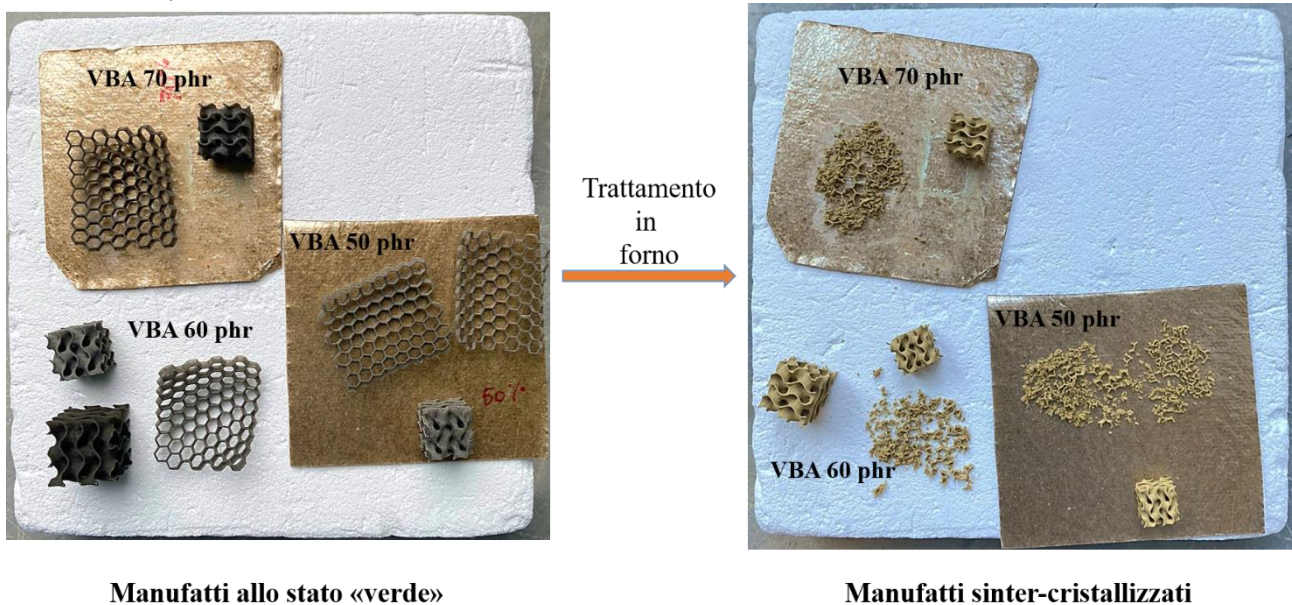 VBA 70 phr
VBA 50 phr
VBA 60 phr
50%
Trattamento
in
forno
VBA 70 phr
VBA 50 phr
VBA 60 phr
Manufatti allo stato «verde»
Manufatti sinter-cristallizzati